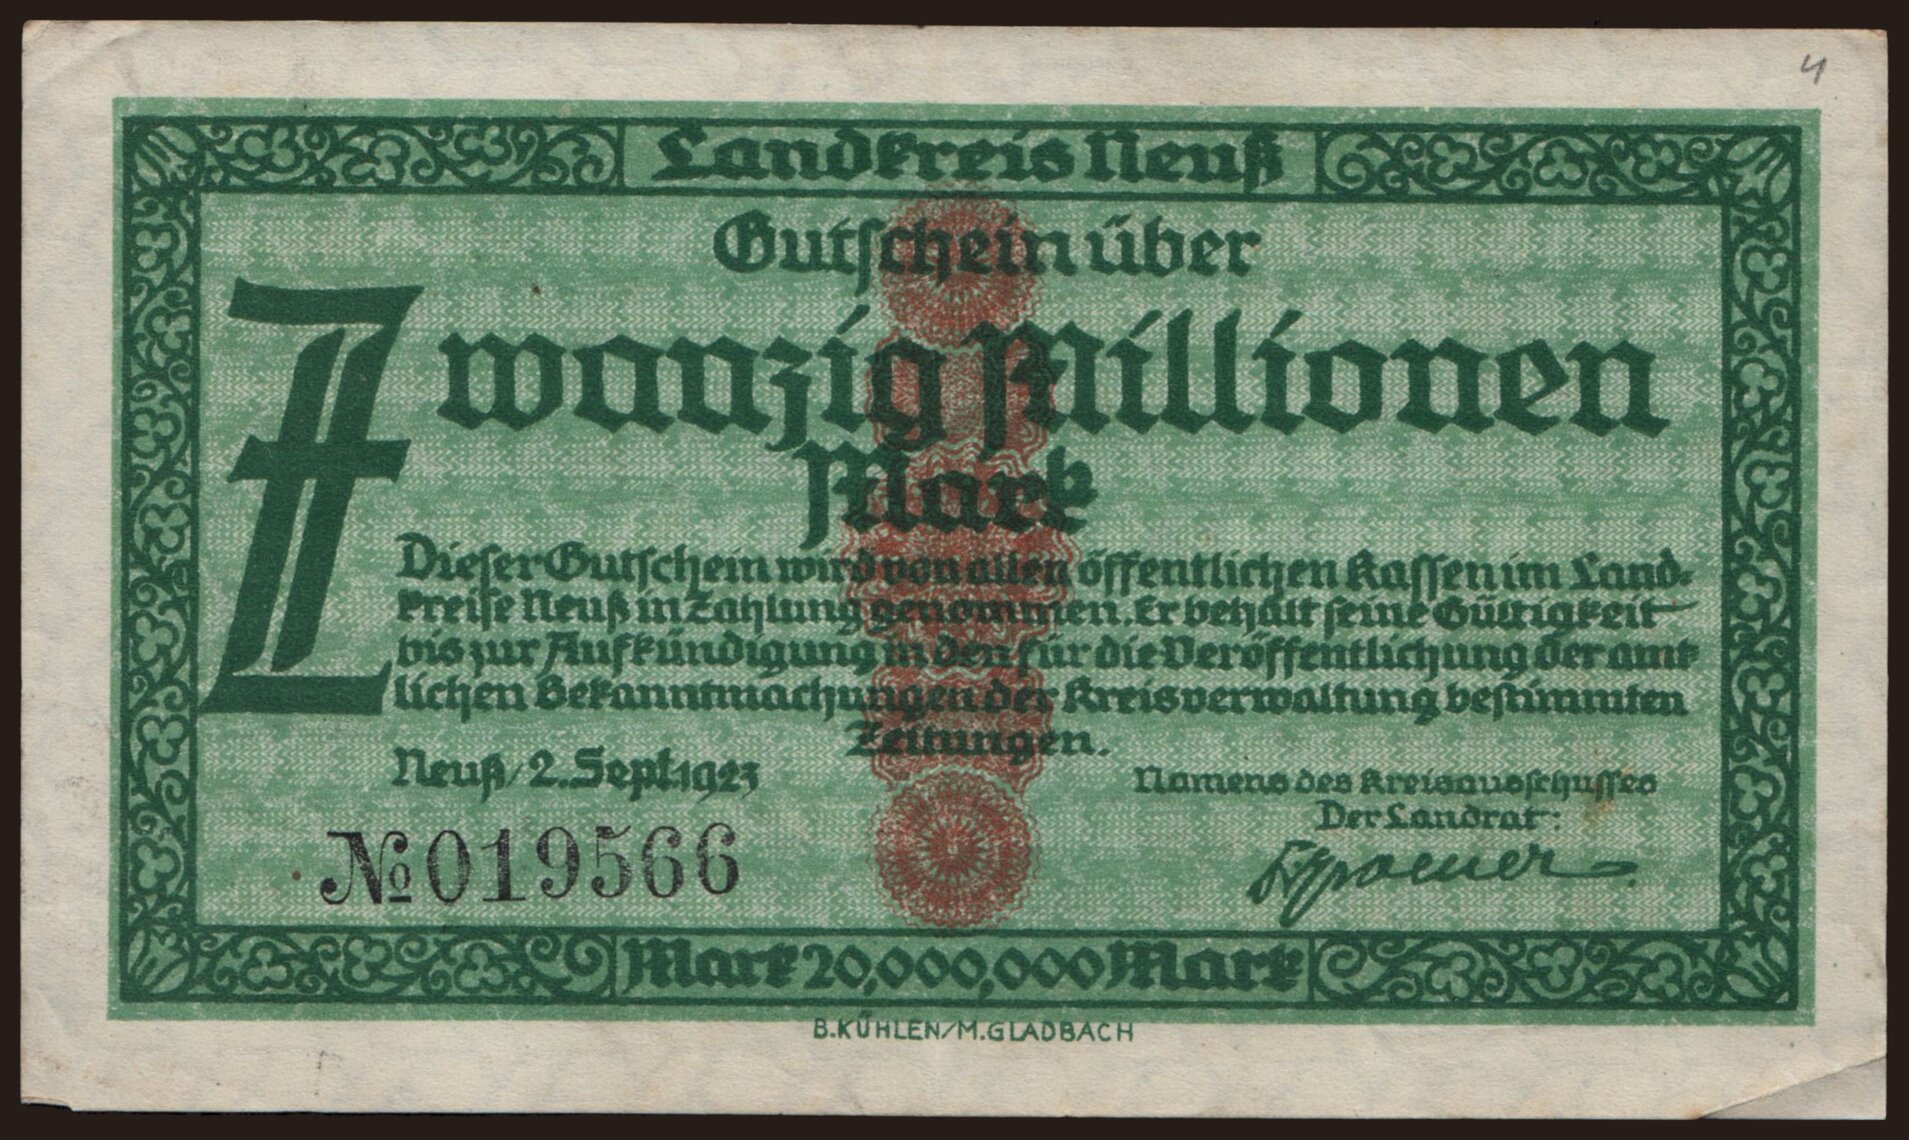 4
Landkreis Neuß
Gutschein über
Zwanzig Millionen
Mark
Dieser Gutschein wird von allen öffentlichen Kassen im Land-
kreise Neuß in Zahlung genommen. Er behält seine Gültigkeit
bis zur Aufkündigung in den für die Veröffentlichung der amt-
lichen Bekanntmachungen der Kreisverwaltung bestimmten
Zeitungen.
Neuß, 2. Sept. 1923
Namens des Kreisausschusses
Der Landrat:
№ 019566
Mark 20,000,000 Mark
B. KÜHLEN/M. GLADBACH